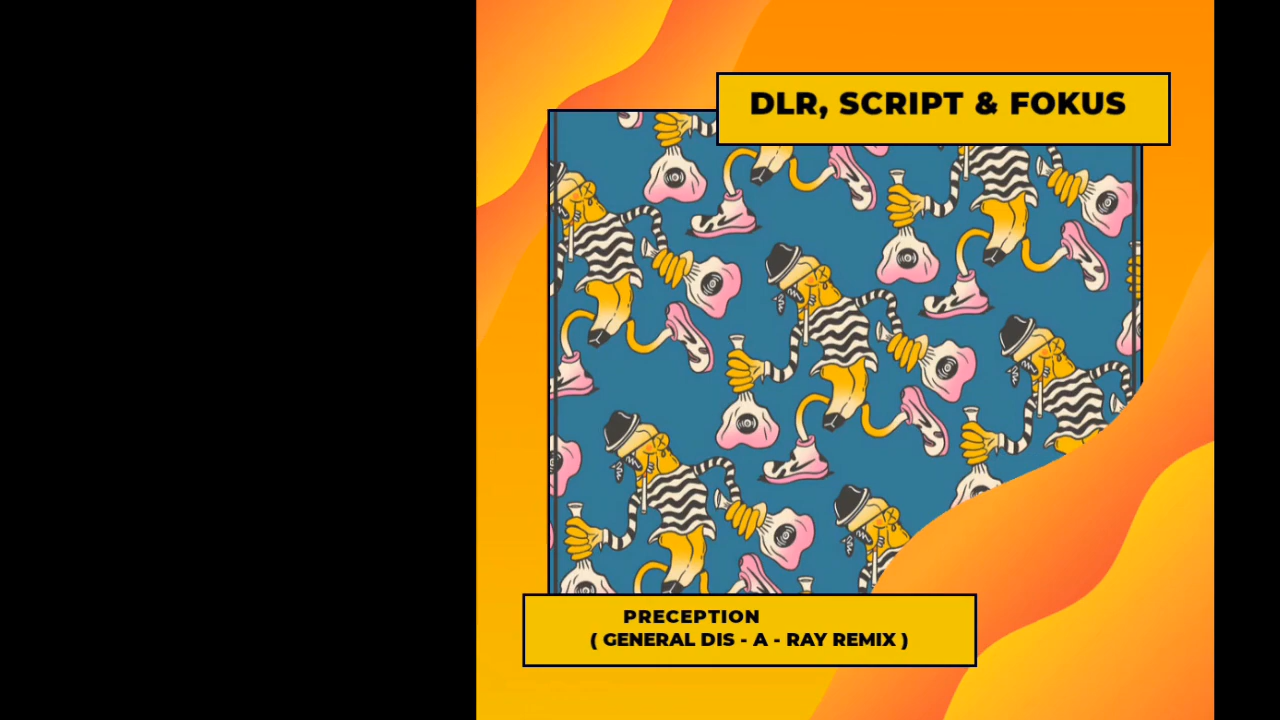 DLR, SCRIPT & FOKUS
PRECEPTION
( GENERAL DIS - A - RAY REMIX )